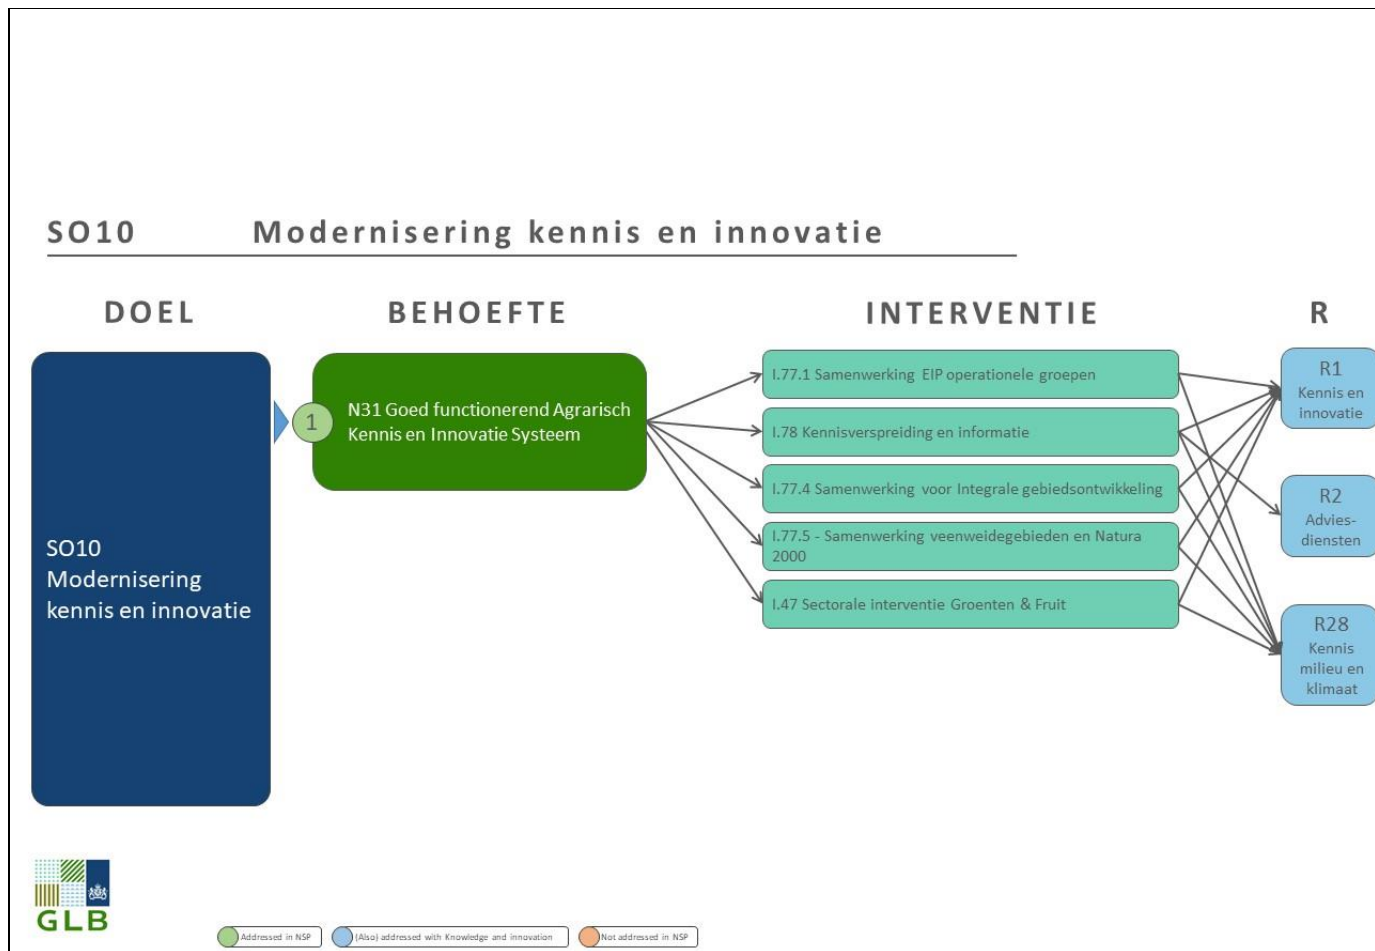 SO10 Modernisering kennis en innovatie
DOEL BEHOEFTE INTERVENTIE R
SO10
Modernisering
kennis en innovatie
1
N31 Goed functionerend Agrarisch
Kennis en Innovatie Systeem
I.77.1 Samenwerking EIP operationele groepen
I.78 Kennisverspreiding en informatie
I.77.4 Samenwerking voor Integrale gebiedsontwikkeling
I.77.5 - Samenwerking veenweidegebieden en Natura
2000
I.47 Sectorale interventie Groenten & Fruit
R1
Kennis en
innovatie
R2
Advies-
diensten
R28
Kennis
milieu en
klimaat
GLB
Addressed in NSP
(Also) addressed with Knowledge and innovation
Not addressed in NSP